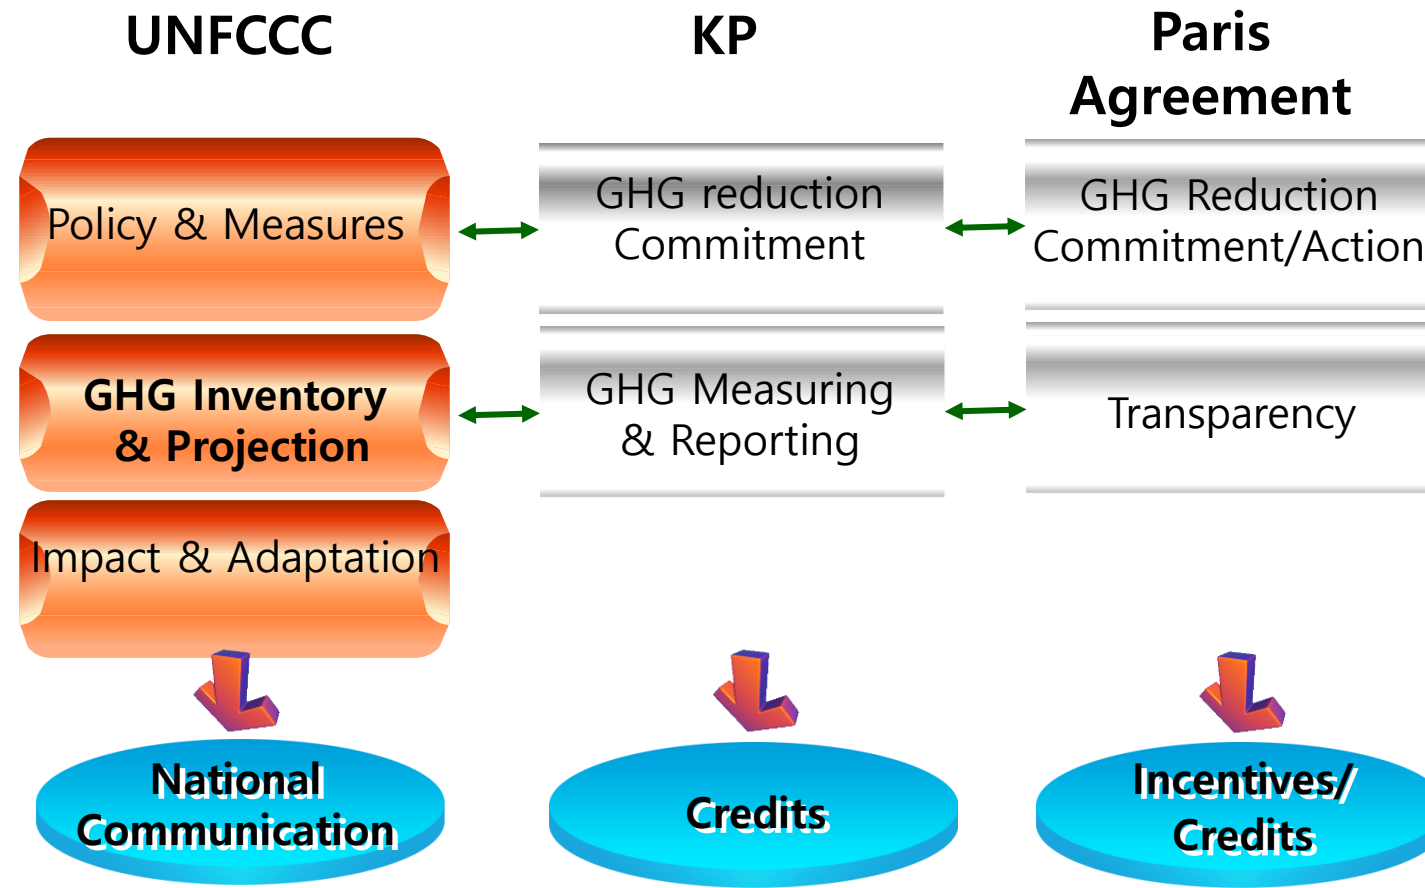 UNFCCC
KP
Paris
Agreement
Policy & Measures
GHG reduction
Commitment
GHG Reduction
Commitment/Action
GHG Inventory
& Projection
GHG Measuring
& Reporting
Transparency
Impact & Adaptation
National
Communication
Credits
Incentives/
Credits